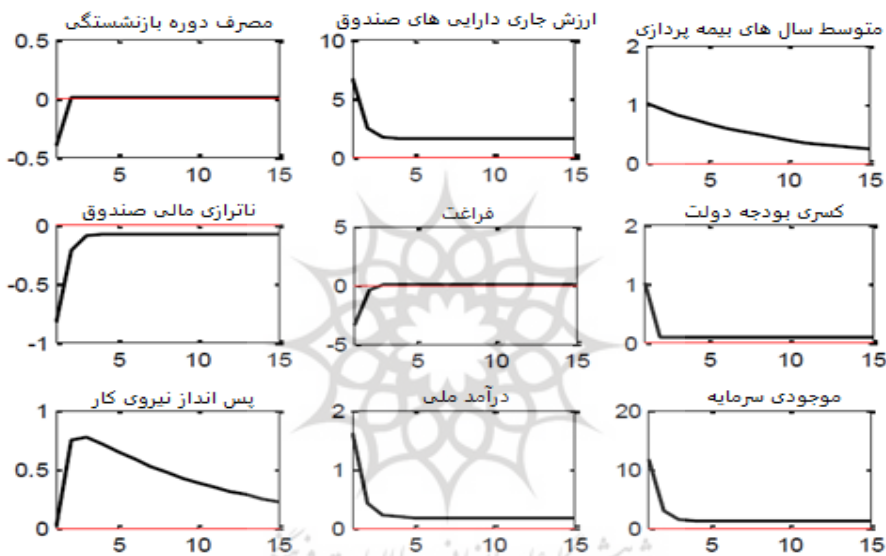 متوسط سال های بیمه پردازی
ارزش جاری دارایی های صندوق
مصرف دوره بازنشستگی
2
1
0
5 10 15
10
5
0
5 10 15
0.5
0
-0.5
5 10 15
کسری بودجه دولت
فراغت
ناترازی مالی صندوق
2
1
0
5 10 15
5
0
-5
5 10 15
0
-0.5
-1
5 10 15
موجودی سرمایه
درآمد ملی
پس انداز نیروی کار
20
10
0
5 10 15
2
1
0
5 10 15
1
0.5
0
5 10 15